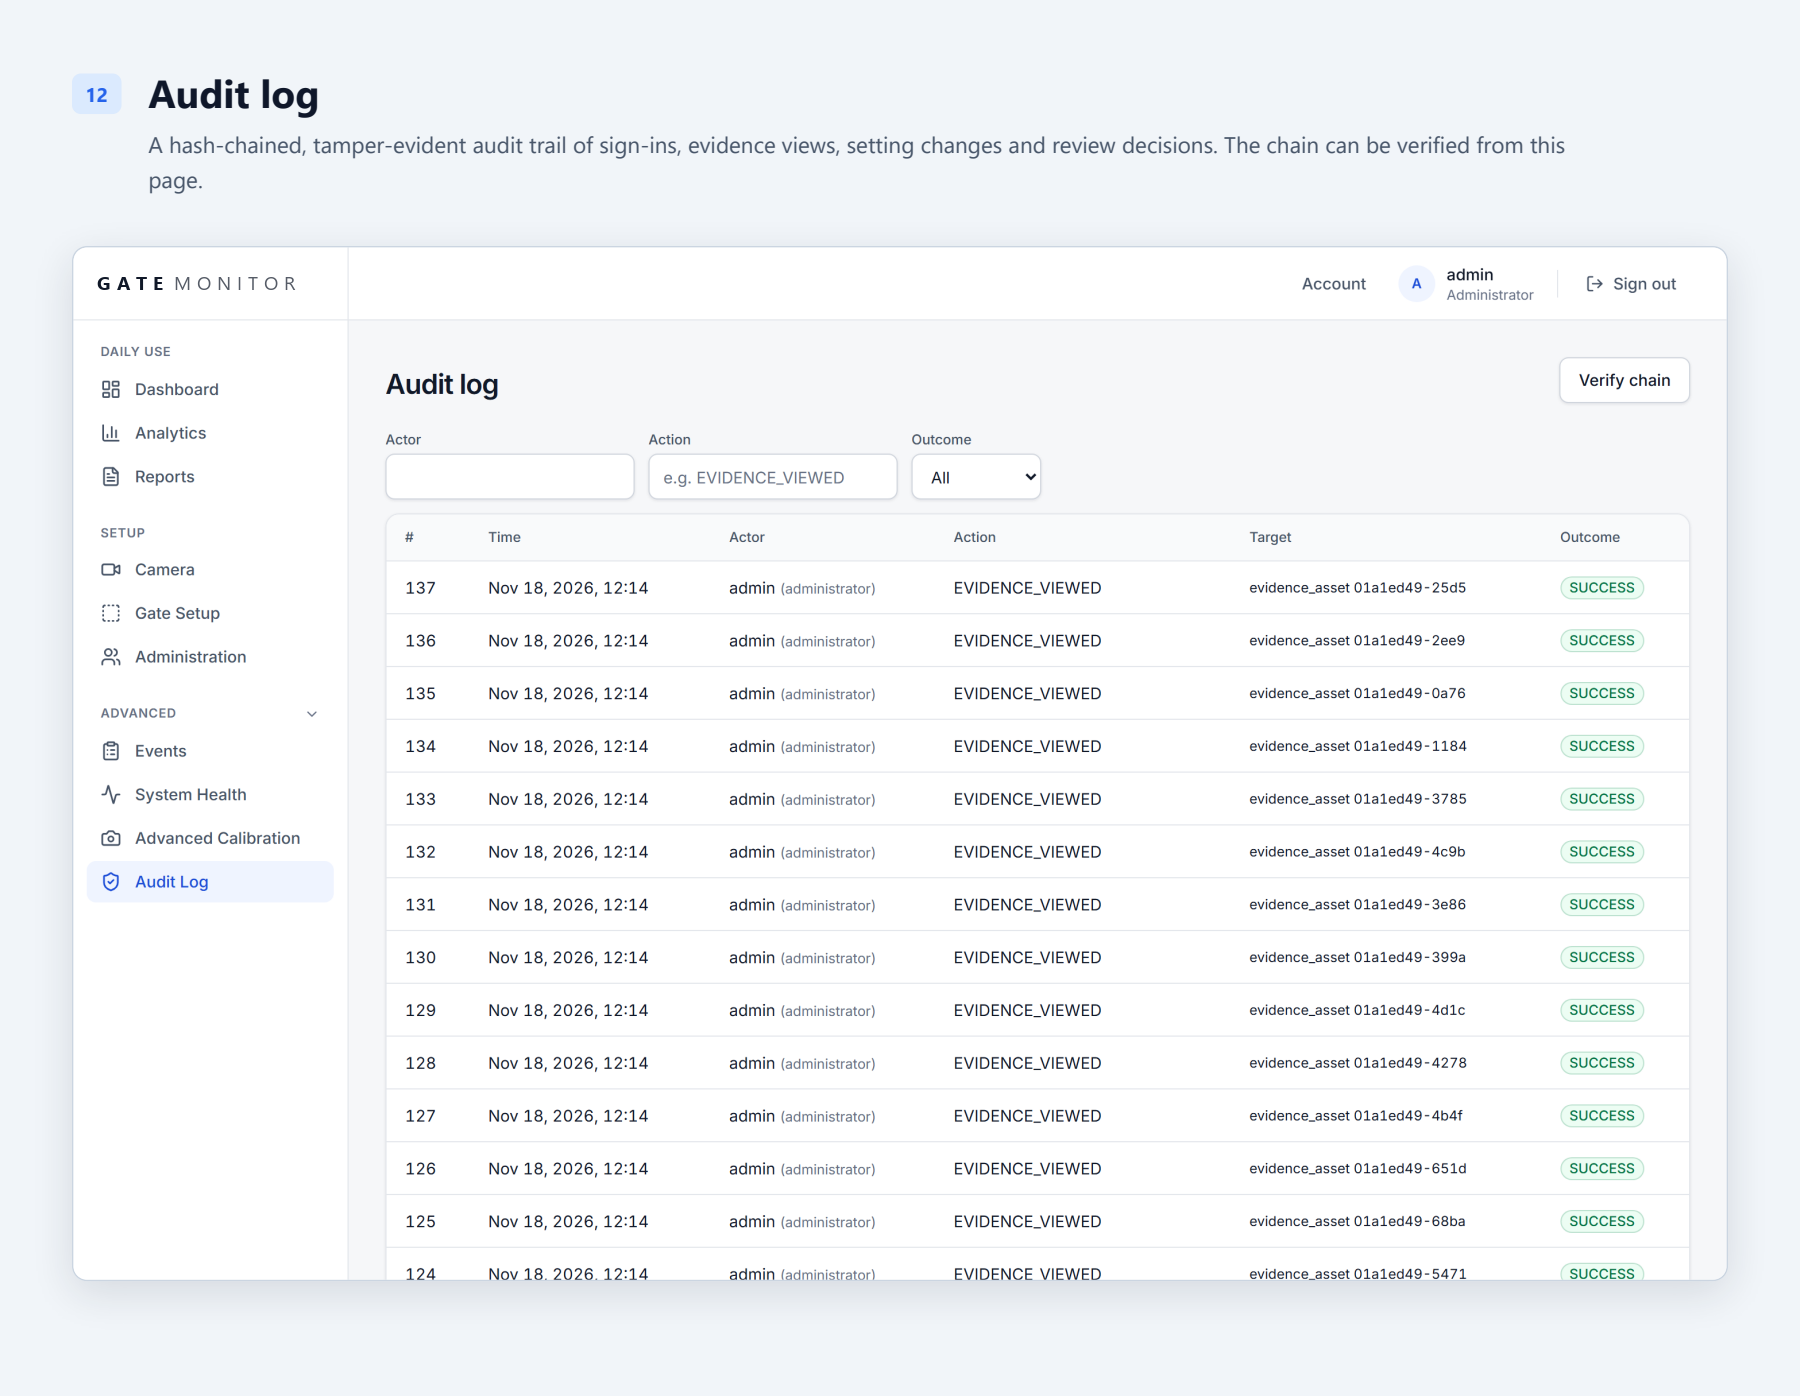 12
Audit log
A hash-chained, tamper-evident audit trail of sign-ins, evidence views, setting changes and review decisions. The chain can be verified from this
page.
GATE MONITOR
Account
A
admin
Administrator
Sign out
DAILY USE
Dashboard
Analytics
Reports
SETUP
Camera
Gate Setup
Administration
ADVANCED
Events
System Health
Advanced Calibration
Audit Log
Audit log
Verify chain
Actor
Action
Outcome
e.g. EVIDENCE_VIEWED
All
# Time Actor Action Target Outcome
137 Nov 18, 2026, 12:14 admin (administrator) EVIDENCE_VIEWED evidence_asset 01a1ed49-25d5 SUCCESS
136 Nov 18, 2026, 12:14 admin (administrator) EVIDENCE_VIEWED evidence_asset 01a1ed49-2ee9 SUCCESS
135 Nov 18, 2026, 12:14 admin (administrator) EVIDENCE_VIEWED evidence_asset 01a1ed49-0a76 SUCCESS
134 Nov 18, 2026, 12:14 admin (administrator) EVIDENCE_VIEWED evidence_asset 01a1ed49-1184 SUCCESS
133 Nov 18, 2026, 12:14 admin (administrator) EVIDENCE_VIEWED evidence_asset 01a1ed49-3785 SUCCESS
132 Nov 18, 2026, 12:14 admin (administrator) EVIDENCE_VIEWED evidence_asset 01a1ed49-4c9b SUCCESS
131 Nov 18, 2026, 12:14 admin (administrator) EVIDENCE_VIEWED evidence_asset 01a1ed49-3e86 SUCCESS
130 Nov 18, 2026, 12:14 admin (administrator) EVIDENCE_VIEWED evidence_asset 01a1ed49-399a SUCCESS
129 Nov 18, 2026, 12:14 admin (administrator) EVIDENCE_VIEWED evidence_asset 01a1ed49-4d1c SUCCESS
128 Nov 18, 2026, 12:14 admin (administrator) EVIDENCE_VIEWED evidence_asset 01a1ed49-4278 SUCCESS
127 Nov 18, 2026, 12:14 admin (administrator) EVIDENCE_VIEWED evidence_asset 01a1ed49-4b4f SUCCESS
126 Nov 18, 2026, 12:14 admin (administrator) EVIDENCE_VIEWED evidence_asset 01a1ed49-651d SUCCESS
125 Nov 18, 2026, 12:14 admin (administrator) EVIDENCE_VIEWED evidence_asset 01a1ed49-68ba SUCCESS
124 Nov 18, 2026, 12:14 admin (administrator) EVIDENCE_VIEWED evidence_asset 01a1ed49-5471 SUCCESS